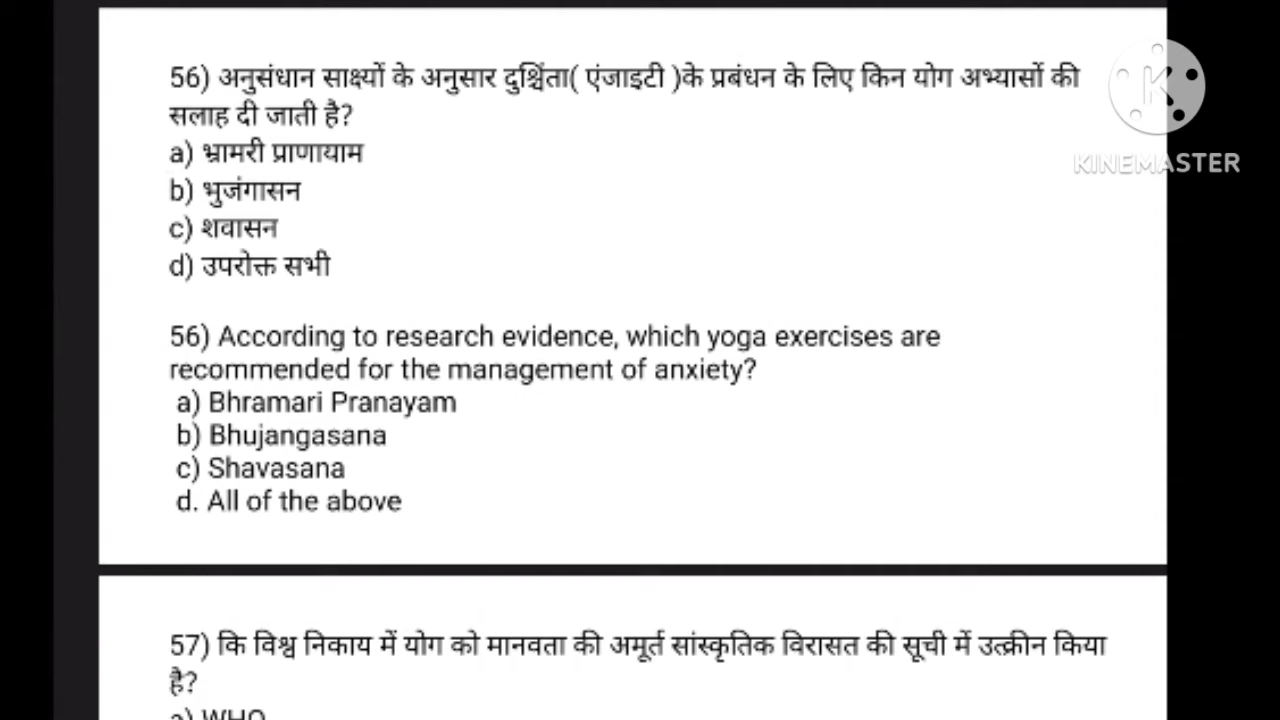 56) अनुसंधान साक्ष्यों के अनुसार दुश्चिंता( एंजाइटी )के प्रबंधन के लिए किन योग अभ्यासों की
सलाह दी जाती है?
a) भ्रामरी प्राणायाम
b) भुजंगासन
c) शवासन
d) उपरोक्त सभी
KINEMASTER
56) According to research evidence, which yoga exercises are
recommended for the management of anxiety?
a) Bhramari Pranayam
b) Bhujangasana
c) Shavasana
d. All of the above
57) कि विश्व निकाय में योग को मानवता की अमूर्त सांस्कृतिक विरासत की सूची में उत्क्रीन किया
है?
a) WHO